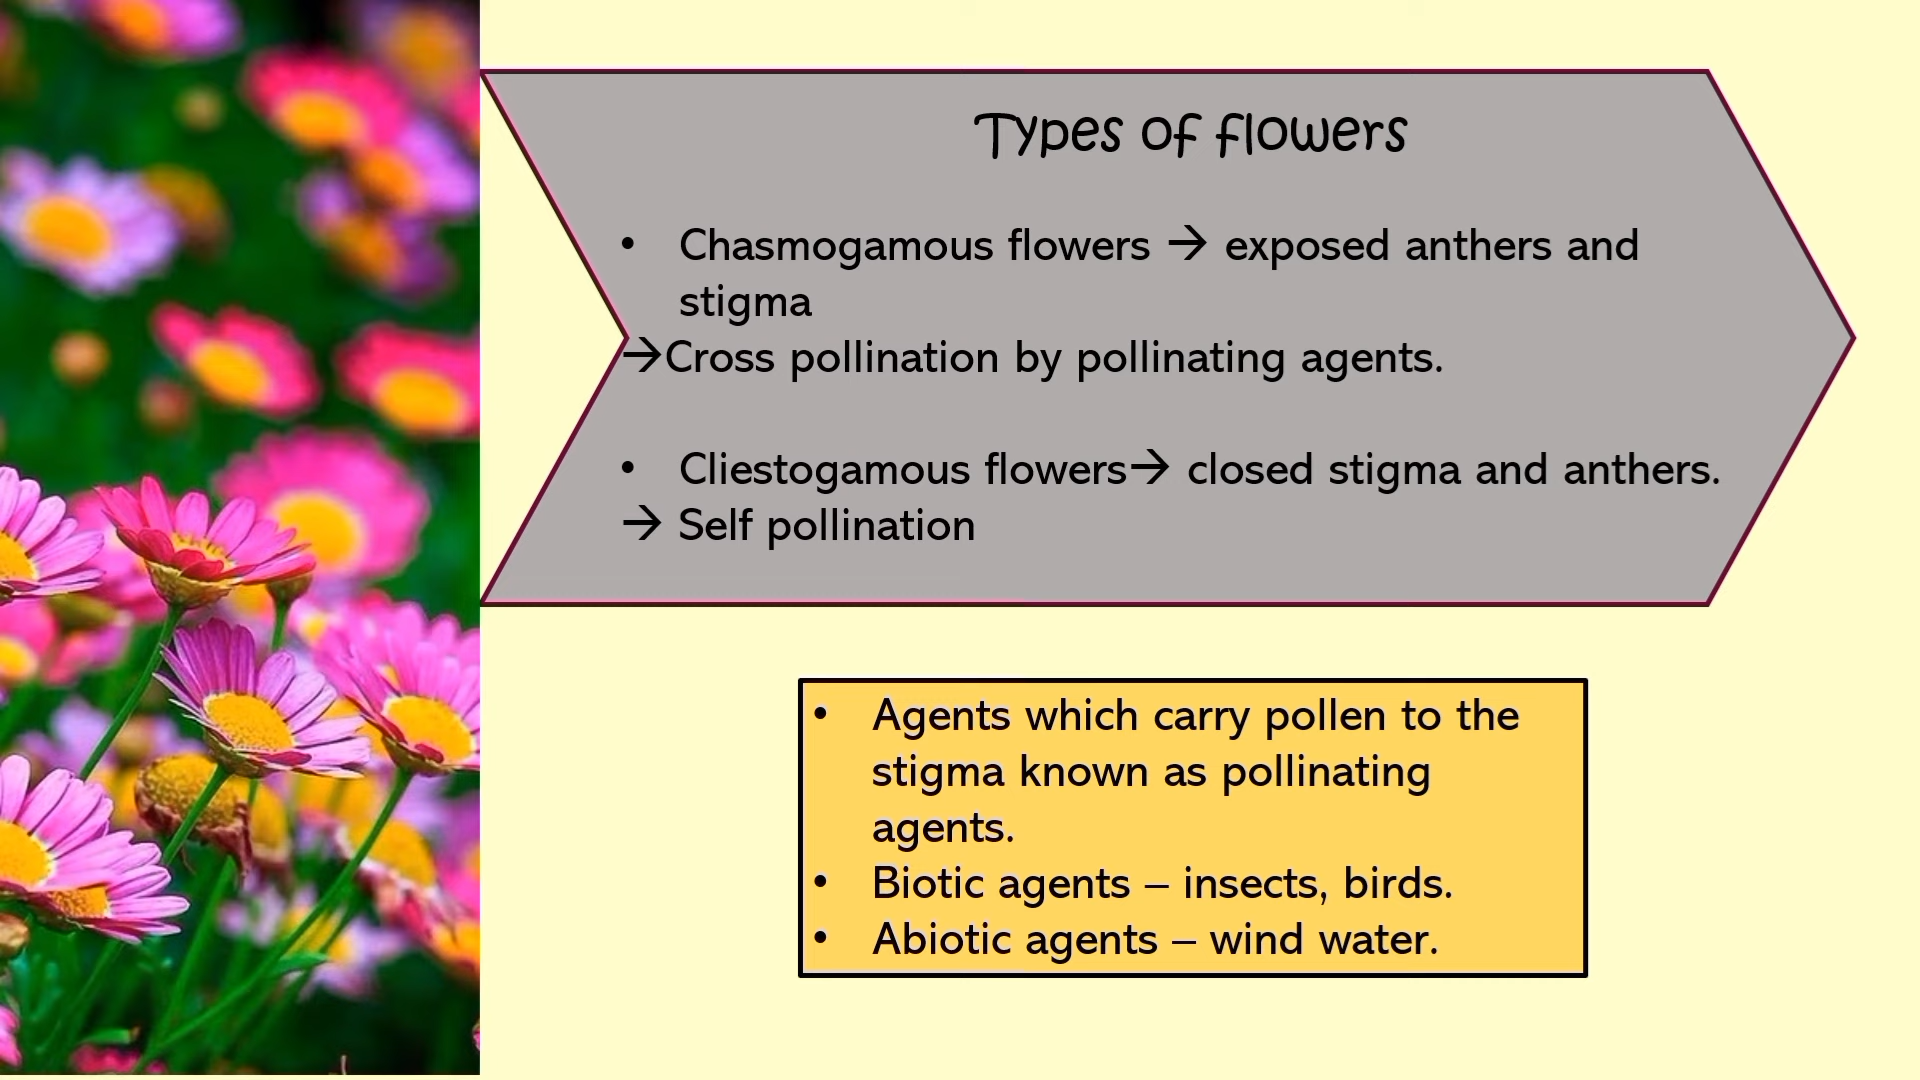 Types of flowers
• Chasmogamous flowers → exposed anthers and
stigma
→Cross pollination by pollinating agents.
• Cliestogamous flowers→ closed stigma and anthers.
→ Self pollination
• Agents which carry pollen to the
stigma known as pollinating
agents.
• Biotic agents – insects, birds.
• Abiotic agents – wind water.